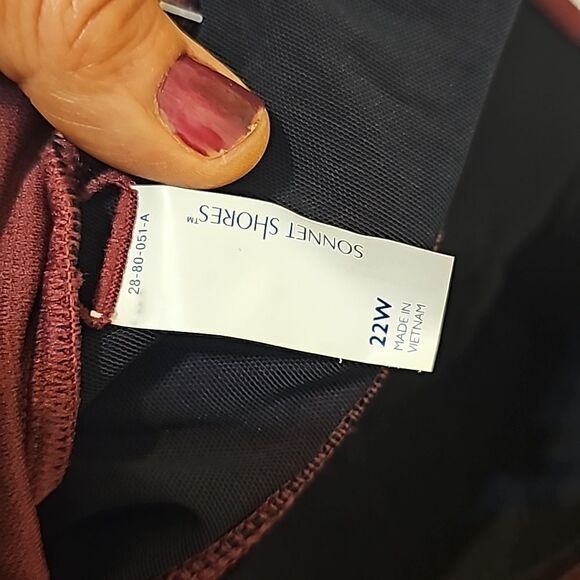 SONNET SHORES™
22W
MADE IN
VIETNAM
28-80-051-A